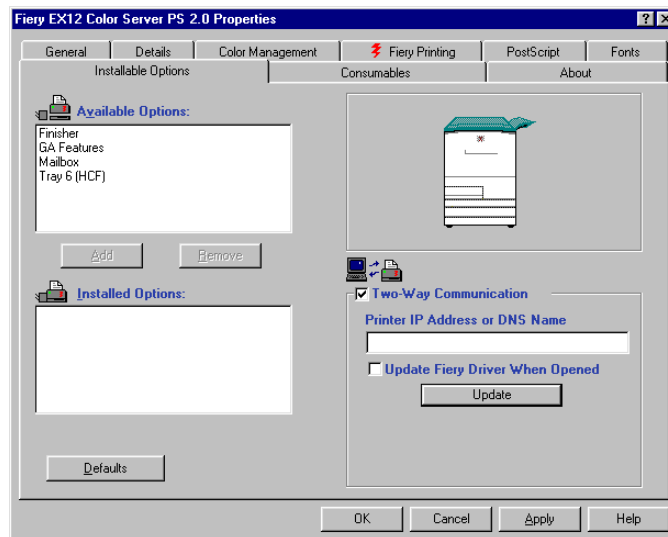 Fiery EX12 Color Server PS 2.0 Properties
General Details Color Management Fiery Printing PostScript Fonts
Installable Options Consumables About
Available Options:
Finisher
GA Features
Mailbox
Tray 6 (HCF)
Add Remove
Installed Options:
Defaults
Two-Way Communication
Printer IP Address or DNS Name
Update Fiery Driver When Opened
Update
OK Cancel Apply Help